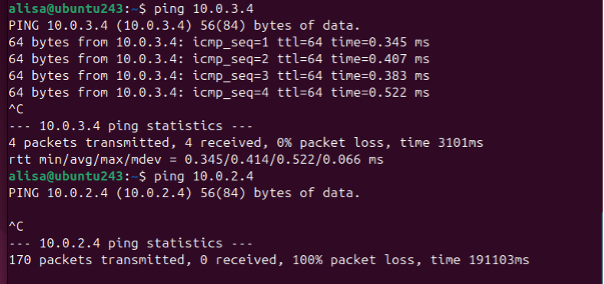 alisa@ubuntu243:~$ ping 10.0.3.4
PING 10.0.3.4 (10.0.3.4) 56(84) bytes of data.
64 bytes from 10.0.3.4: icmp_seq=1 ttl=64 time=0.345 ms
64 bytes from 10.0.3.4: icmp_seq=2 ttl=64 time=0.407 ms
64 bytes from 10.0.3.4: icmp_seq=3 ttl=64 time=0.383 ms
64 bytes from 10.0.3.4: icmp_seq=4 ttl=64 time=0.522 ms
^C
--- 10.0.3.4 ping statistics ---
4 packets transmitted, 4 received, 0% packet loss, time 3101ms
rtt min/avg/max/mdev = 0.345/0.414/0.522/0.066 ms
alisa@ubuntu243:~$ ping 10.0.2.4
PING 10.0.2.4 (10.0.2.4) 56(84) bytes of data.
^C
--- 10.0.2.4 ping statistics ---
170 packets transmitted, 0 received, 100% packet loss, time 191103ms